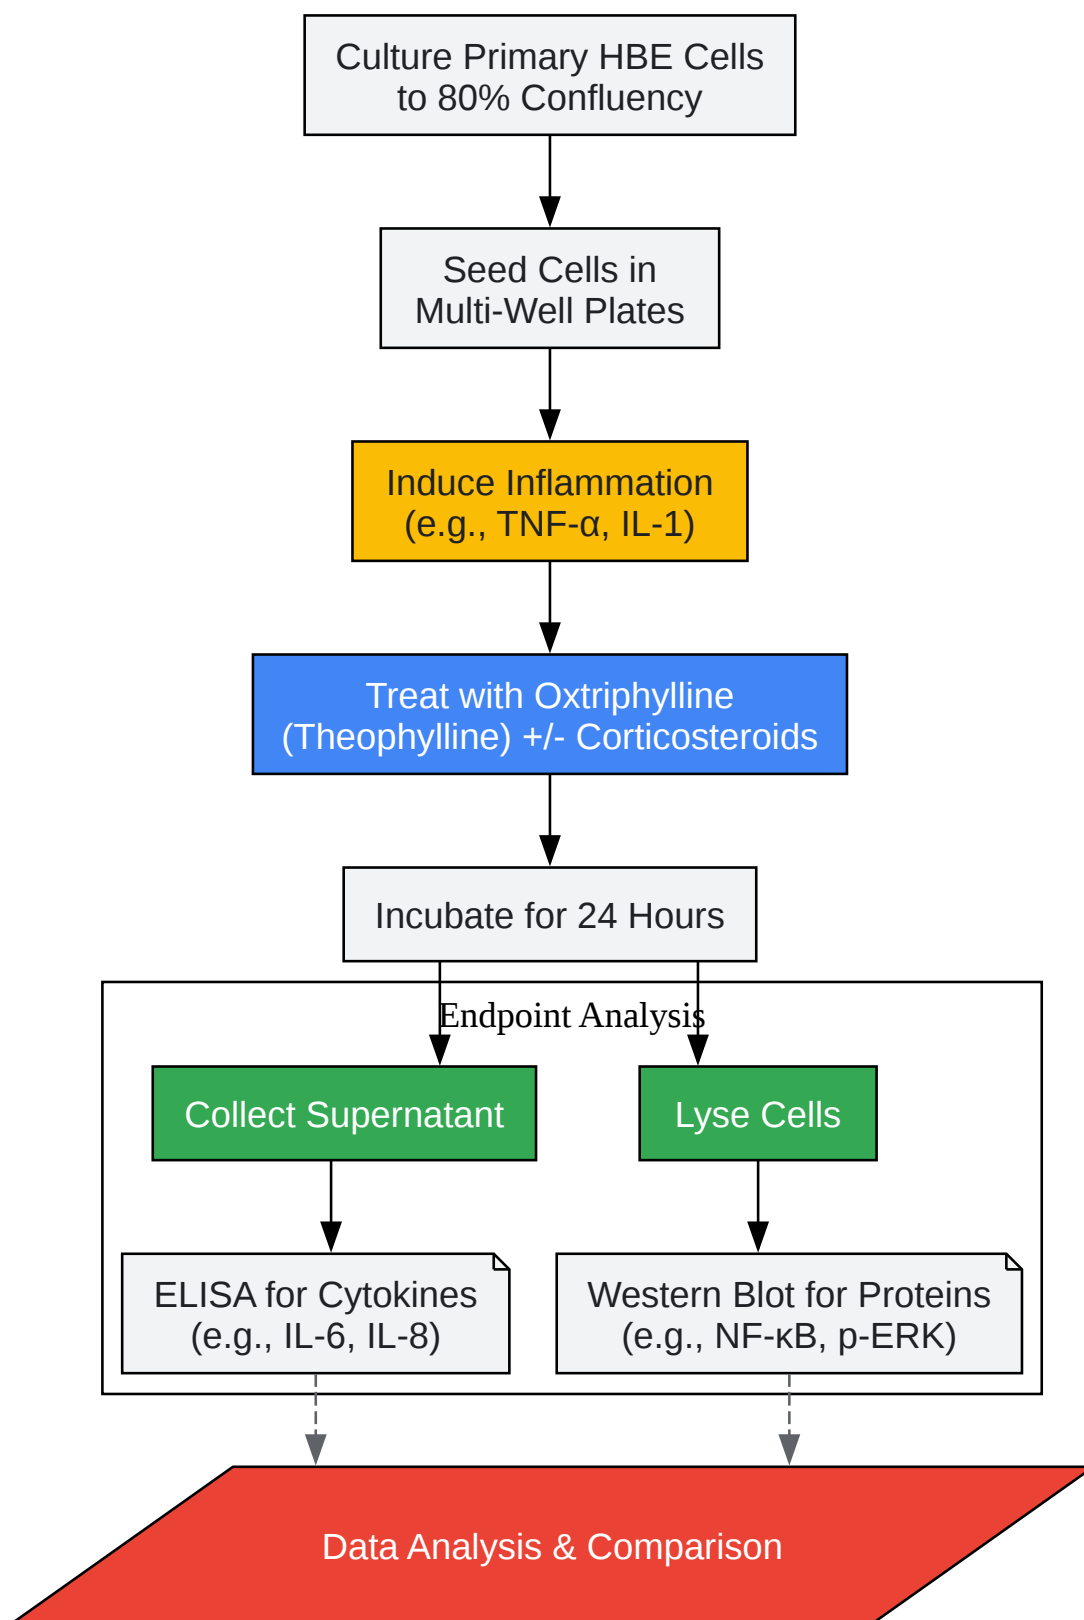 Culture Primary HBE Cells
to 80% Confluency
Seed Cells in
Multi-Well Plates
Induce Inflammation
(e.g., TNF-α, IL-1)
Treat with Oxtriphylline
(Theophylline) +/- Corticosteroids
Incubate for 24 Hours
Endpoint Analysis
Collect Supernatant
Lyse Cells
ELISA for Cytokines
(e.g., IL-6, IL-8)
Western Blot for Proteins
(e.g., NF-κB, p-ERK)
Data Analysis & Comparison